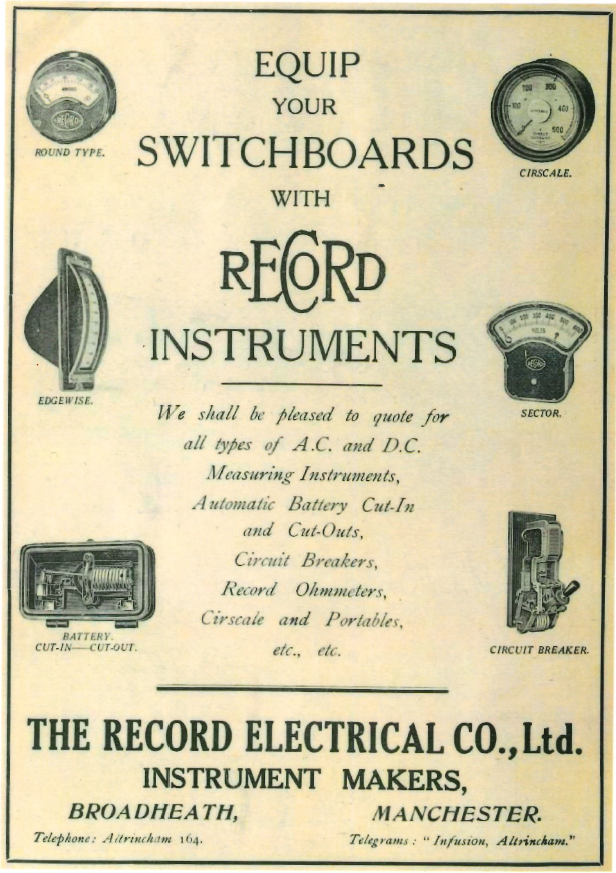 EQUIP
YOUR
SWITCHBOARDS
WITH
RECORD
INSTRUMENTS
ROUND TYPE.
CIRSCALE.
EDGEWISE.
SECTOR.
We shall be pleased to quote for
all types of A.C. and D.C.
Measuring Instruments,
Automatic Battery Cut-In
and Cut-Outs,
Circuit Breakers,
Record Ohmmeters,
Cirscale and Portables,
etc., etc.
BATTERY.
CUT-IN—CUT-OUT.
CIRCUIT BREAKER.
THE RECORD ELECTRICAL CO., Ltd.
INSTRUMENT MAKERS,
BROADHEATH, MANCHESTER.
Telephone: Altrincham 164. Telegrams: "Infusion, Altrincham."